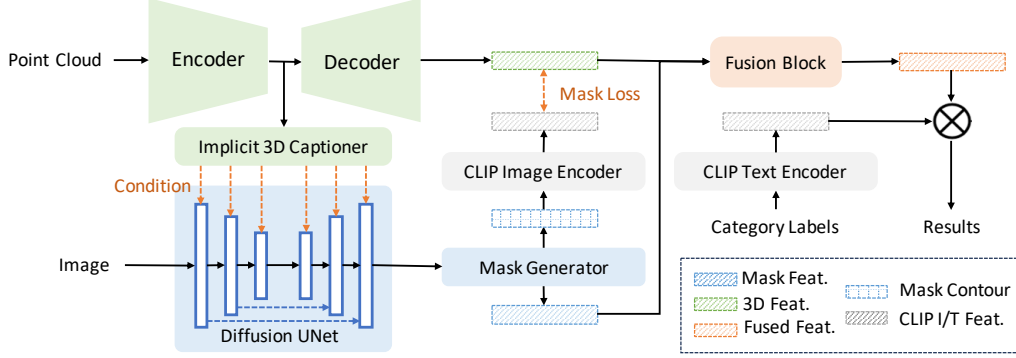 Point Cloud
Encoder
Decoder
Fusion Block
Mask Loss
Implicit 3D Captioner
CLIP Image Encoder
CLIP Text Encoder
Condition
Category Labels
Results
Image
Mask Generator
Diffusion UNet
Mask Feat.
3D Feat.
Fused Feat.
Mask Contour
CLIP I/T Feat.